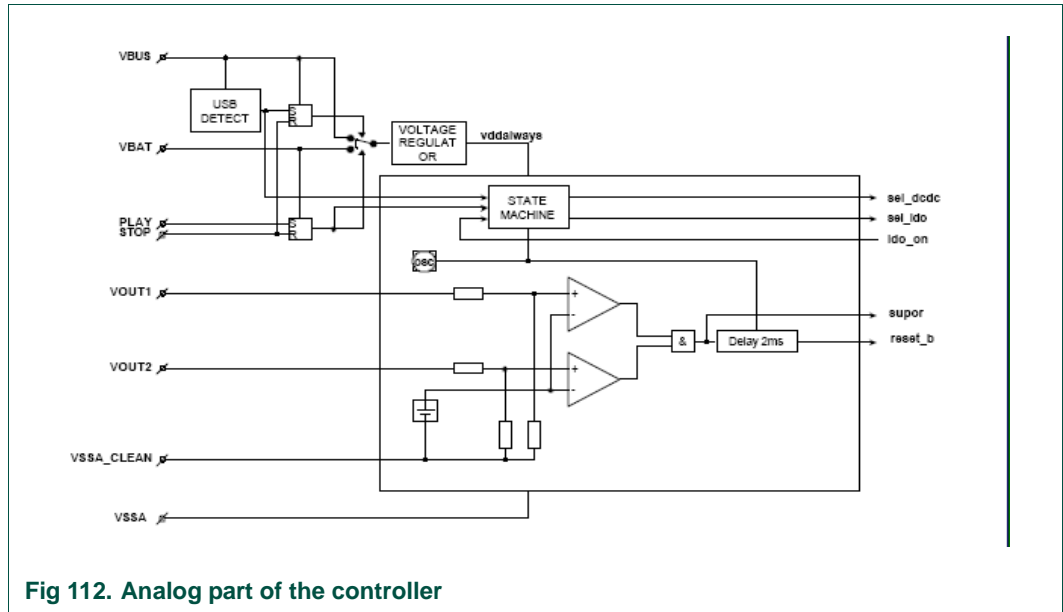 VBUS
USB
DETECT
S
R
VBAT
VOLTAGE
REGULAT
OR
vddalways
STATE
MACHINE
sel_dcdc
sel_ldo
ldo_on
PLAY
STOP
S
R
osc
VOUT1
+
-
supor
&
Delay 2ms
reset_b
VOUT2
+
-
VSSA_CLEAN
VSSA
Fig 112. Analog part of the controller